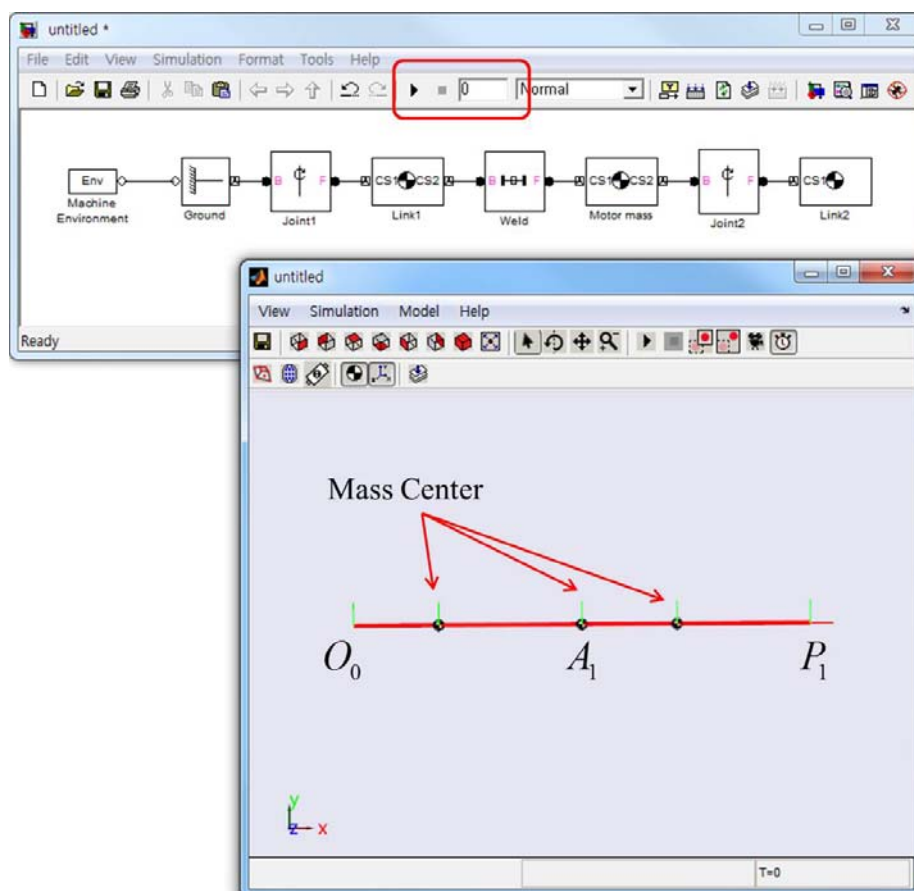 untitled *
File Edit View Simulation Format Tools Help
0 Normal
Env
Machine
Environment
Ground
B F
Joint1
CS1 CS2
Link1
B F
Weld
CS1 CS2
Motor mass
B F
Joint2
CS1
Link2
Ready
untitled
View Simulation Model Help
Mass Center
O0 A1 P1
y
z x
T=0